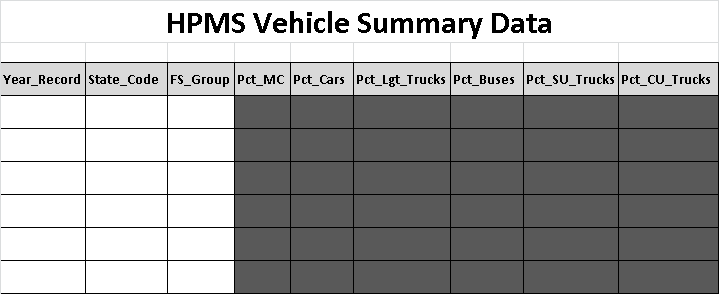 HPMS Vehicle Summary Data
Year_Record State_Code FS_Group Pct_MC Pct_Cars Pct_Lgt_Trucks Pct_Buses Pct_SU_Trucks Pct_CU_Trucks